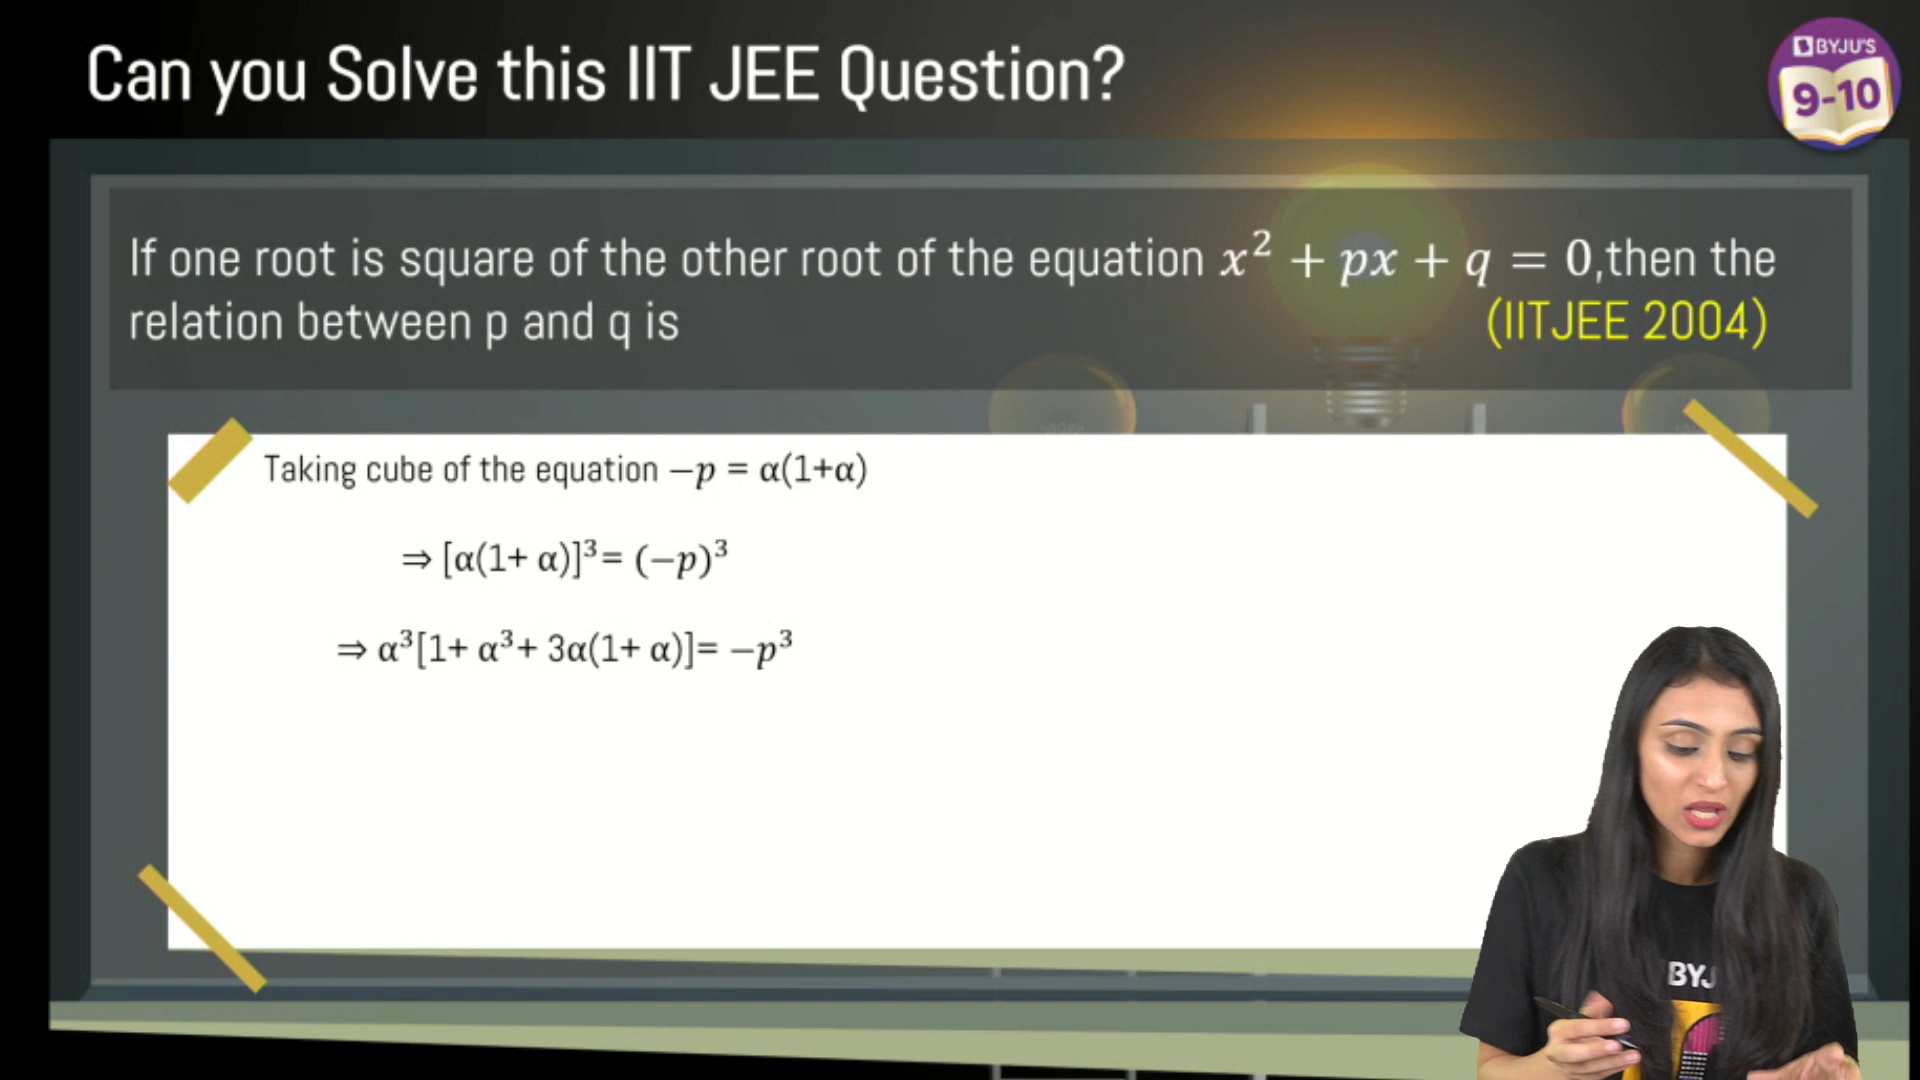 Can you Solve this IIT JEE Question?
BYJU'S
9-10
If one root is square of the other root of the equation x² + px + q = 0,then the
relation between p and q is
(IITJEE 2004)
Taking cube of the equation −p = α(1+α)
⇒ [α(1+ α)]³= (−p)³
⇒ α³[1+ α³+ 3α(1+ α)]= −p³
BYJ